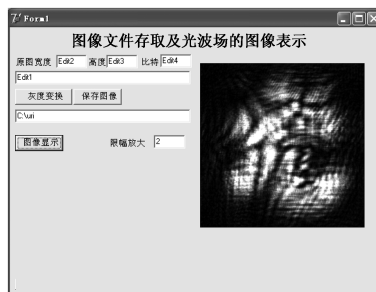 Form1
图像文件存取及光波场的图像表示
原图宽度 Edit2 高度 Edit3 比特 Edit4
Edit1
灰度变换 保存图像
C:\uri
图像显示 限幅放大 2